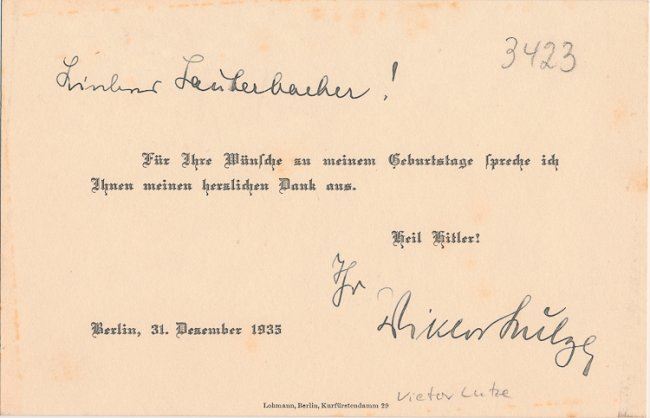 3423
Lieber Lauterbacher!
Für Ihre Wünsche zu meinem Geburtstage spreche ich
Ihnen meinen herzlichen Dank aus.
Heil Hitler!
Ihr
Viktor Lutze
Berlin, 31. Dezember 1935
Lohmann, Berlin, Kurfürstendamm 29
Victor Lutze